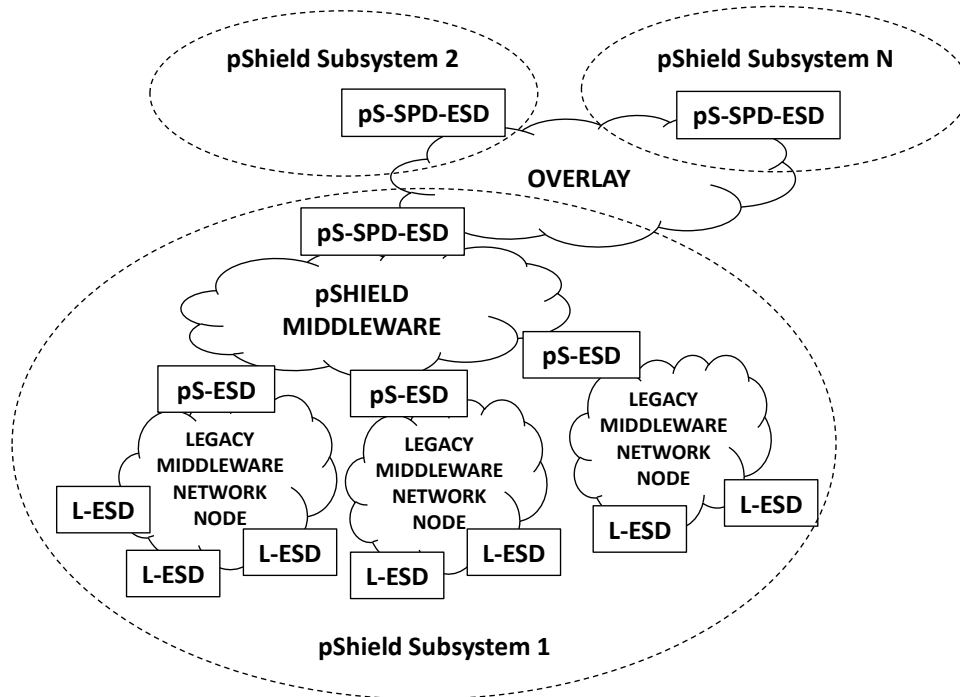 pShield Subsystem 2
pShield Subsystem N
pS-SPD-ESD
pS-SPD-ESD
OVERLAY
pS-SPD-ESD
pSHIELD
MIDDLEWARE
pS-ESD
pS-ESD
pS-ESD
LEGACY
MIDDLEWARE
NETWORK
NODE
LEGACY
MIDDLEWARE
NETWORK
NODE
LEGACY
MIDDLEWARE
NETWORK
NODE
L-ESD
L-ESD
L-ESD
L-ESD
L-ESD
L-ESD
L-ESD
pShield Subsystem 1